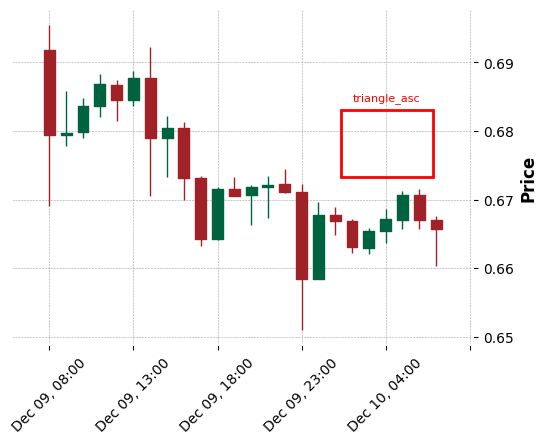 triangle_asc
0.69
0.68
0.67
0.66
0.65
Price
Dec 09, 08:00
Dec 09, 13:00
Dec 09, 18:00
Dec 09, 23:00
Dec 10, 04:00